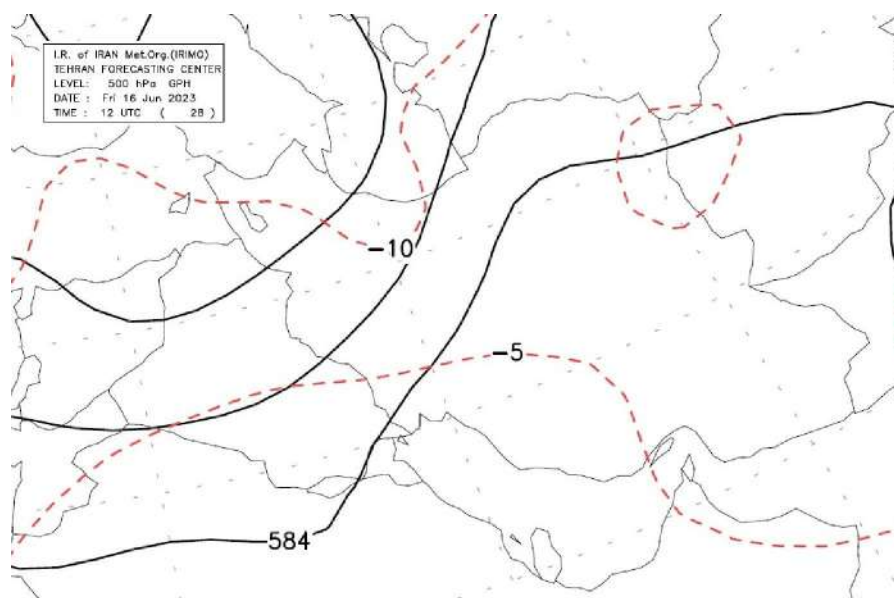 I.R. of IRAN Met.Org.(IRIMO)
TEHRAN FORECASTING CENTER
LEVEL: 500 hPa GPH
DATE : Fri 16 Jun 2023
TIME : 12 UTC ( 28 )
-10
-5
584